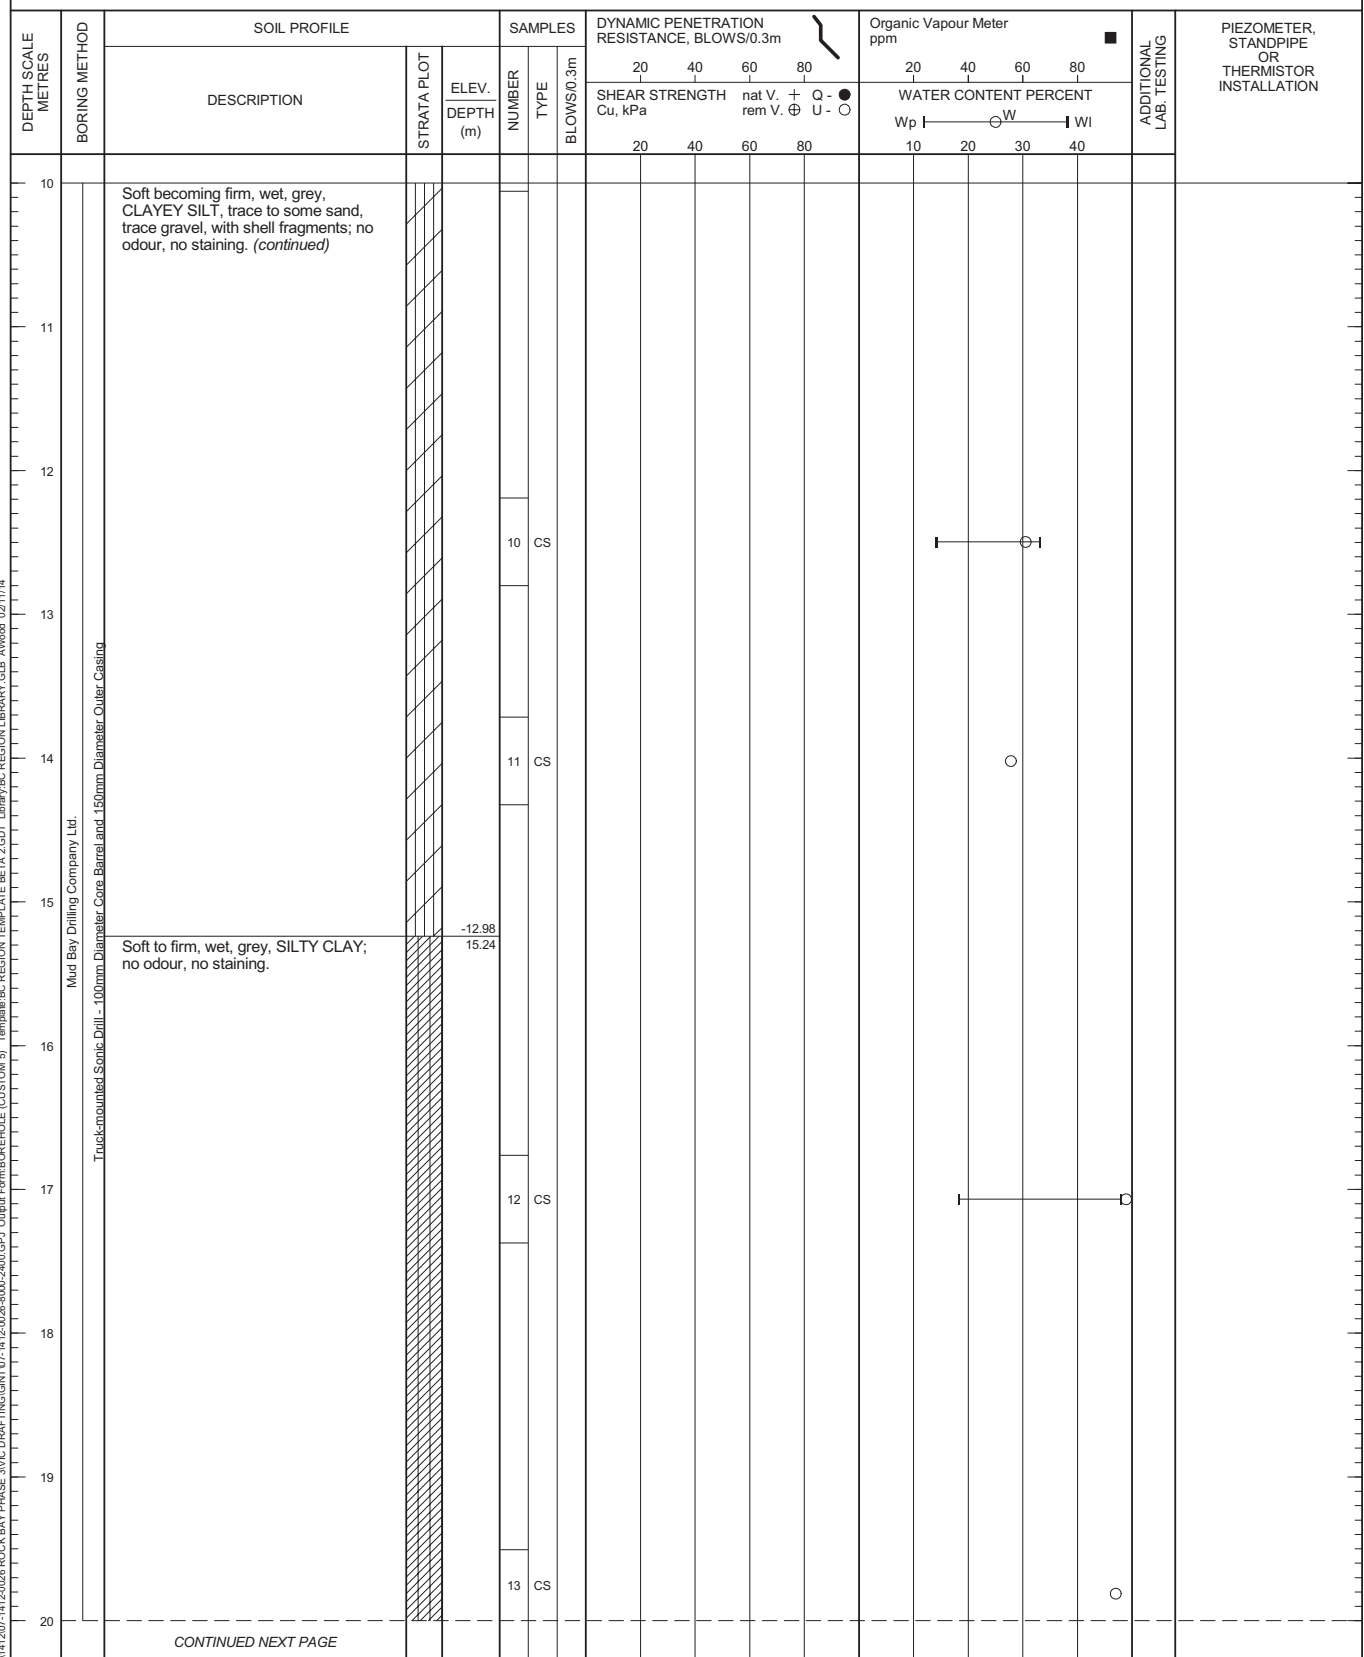 DEPTH SCALE
METRES
BORING METHOD
SOIL PROFILE
DESCRIPTION
STRATA PLOT
ELEV.
DEPTH
(m)
SAMPLES
NUMBER
TYPE
BLOWS/0.3m
DYNAMIC PENETRATION
RESISTANCE, BLOWS/0.3m
20 40 60 80
SHEAR STRENGTH nat V. + Q - ●
Cu, kPa rem V. ⊕ U - ○
20 40 60 80
Organic Vapour Meter
ppm ■
20 40 60 80
WATER CONTENT PERCENT
Wp W Wl
10 20 30 40
ADDITIONAL
LAB. TESTING
PIEZOMETER,
STANDPIPE
OR
THERMISTOR
INSTALLATION
10
Soft becoming firm, wet, grey,
CLAYEY SILT, trace to some sand,
trace gravel, with shell fragments; no
odour, no staining. (continued)
11
12
10 CS
13
14
11 CS
15
-12.98
15.24
Soft to firm, wet, grey, SILTY CLAY;
no odour, no staining.
16
17
12 CS
18
19
13 CS
20
Mud Bay Drilling Company Ltd.
Truck-mounted Sonic Drill - 100mm Diameter Core Barrel and 150mm Diameter Outer Casing
CONTINUED NEXT PAGE